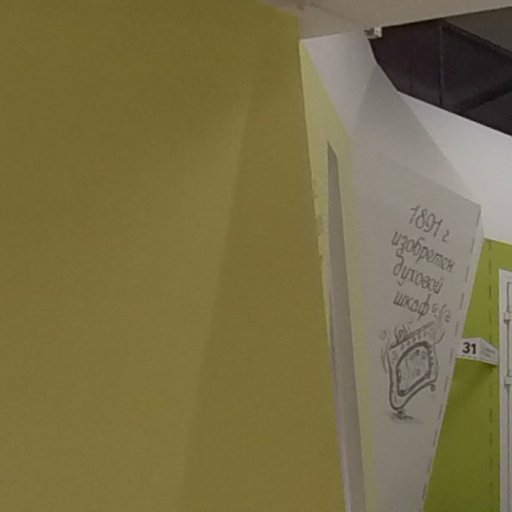 1891 г
изобретен
духовой
шкаф
31